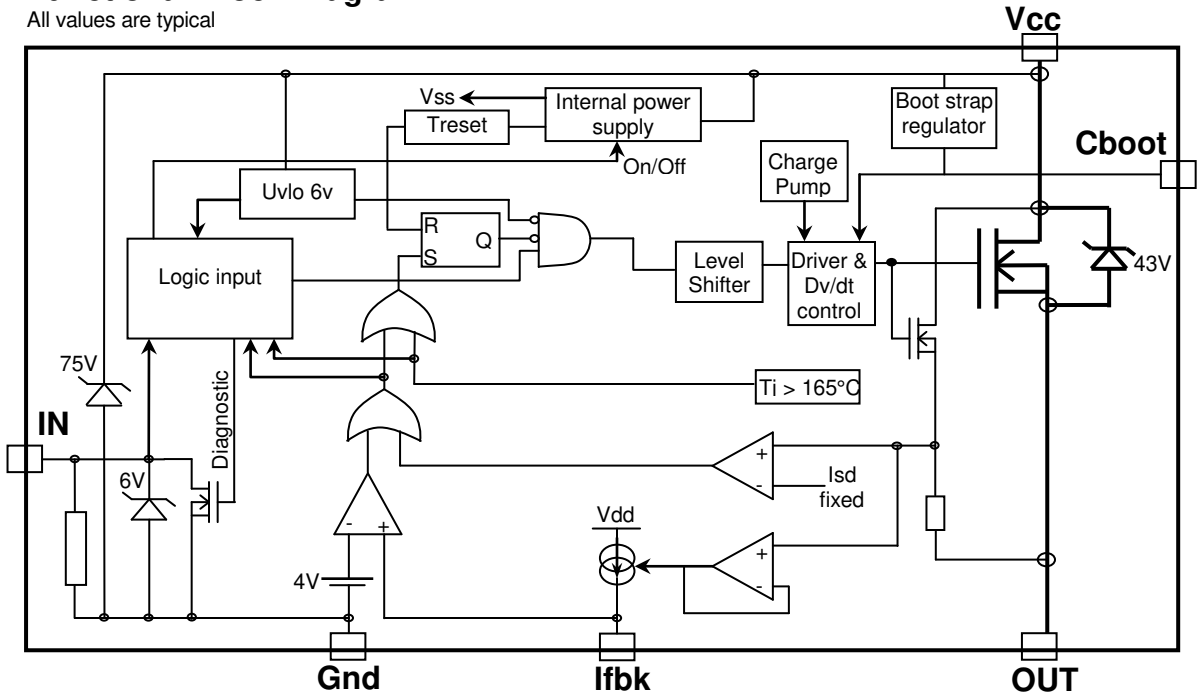 All values are typical
Vcc
Vss
Internal power
supply
Treset
On/Off
Boot strap
regulator
Cboot
Charge
Pump
Uvlo 6v
R
Q
S
Logic input
Level
Shifter
Driver &
Dv/dt
control
43V
75V
Tj > 165°C
IN
Diagnostic
6V
+
-
Isd
fixed
Vdd
- +
+
-
4V
Gnd
Ifbk
OUT